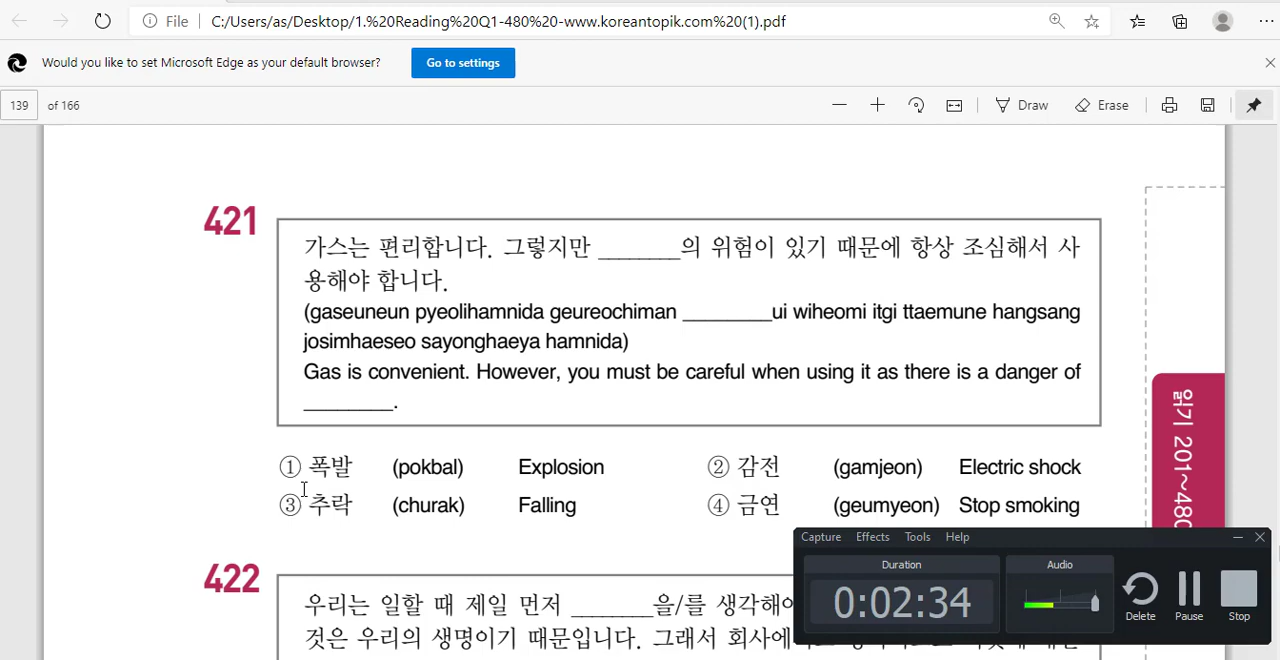 File C:/Users/as/Desktop/1.%20Reading%20Q1-480%20-www.koreantopik.com%20(1).pdf
Would you like to set Microsoft Edge as your default browser? Go to settings
139 of 166 Draw Erase
421
가스는 편리합니다. 그렇지만 ________의 위험이 있기 때문에 항상 조심해서 사
용해야 합니다.
(gaseuneun pyeolihamnida geureochiman ________ui wiheomi itgi ttaemune hangsang
josimhaeseo sayonghaeya hamnida)
Gas is convenient. However, you must be careful when using it as there is a danger of
________.
① 폭발 (pokbal) Explosion ② 감전 (gamjeon) Electric shock
③ 추락 (churak) Falling ④ 금연 (geumyeon) Stop smoking
읽기 201~480
422
우리는 일할 때 제일 먼저 _______을/를 생각해야
것은 우리의 생명이기 때문입니다. 그래서 회사에
Capture Effects Tools Help
Duration Audio
0:02:34
Delete Pause Stop